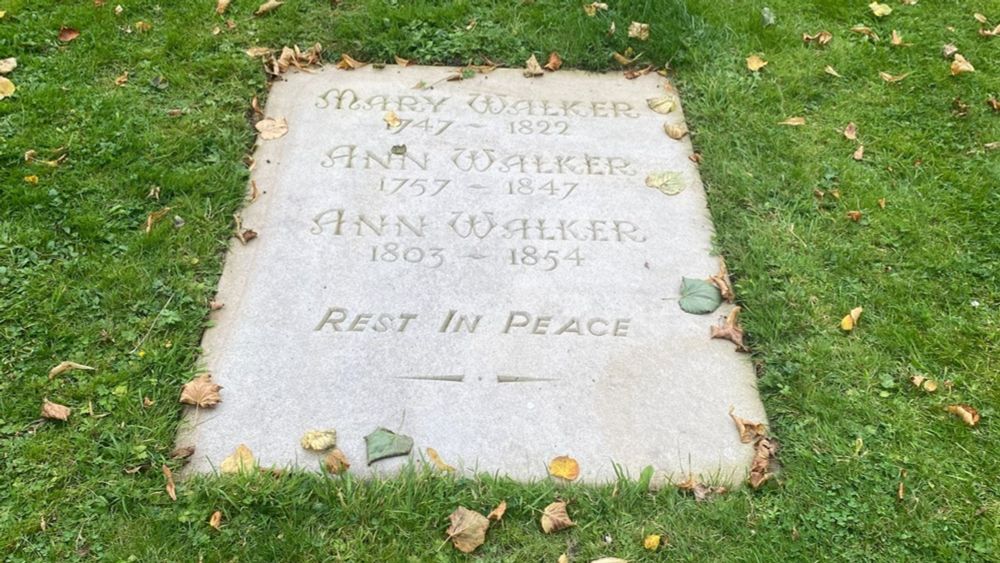 Mary Walker
1747 - 1822
Ann Walker
1757 - 1847
Ann Walker
1803 - 1854
Rest In Peace